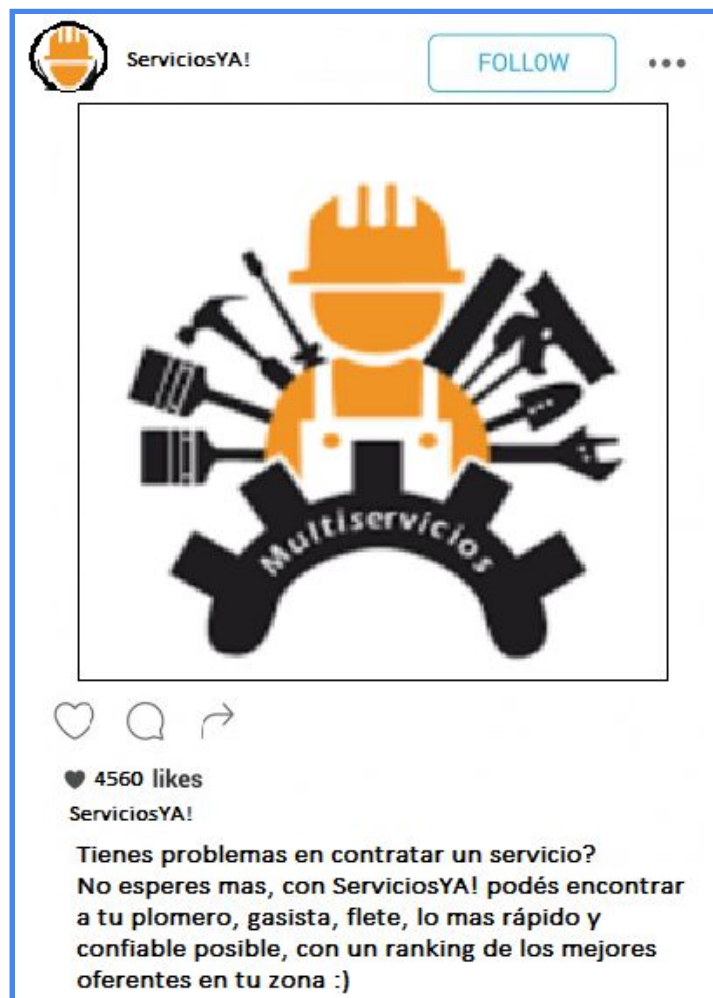 ServiciosYA!
FOLLOW
Multiservicios
4560 likes
ServiciosYA!
Tienes problemas en contratar un servicio?
No esperes mas, con ServiciosYA! podés encontrar
a tu plomero, gasista, flete, lo mas rápido y
confiable posible, con un ranking de los mejores
oferentes en tu zona :)